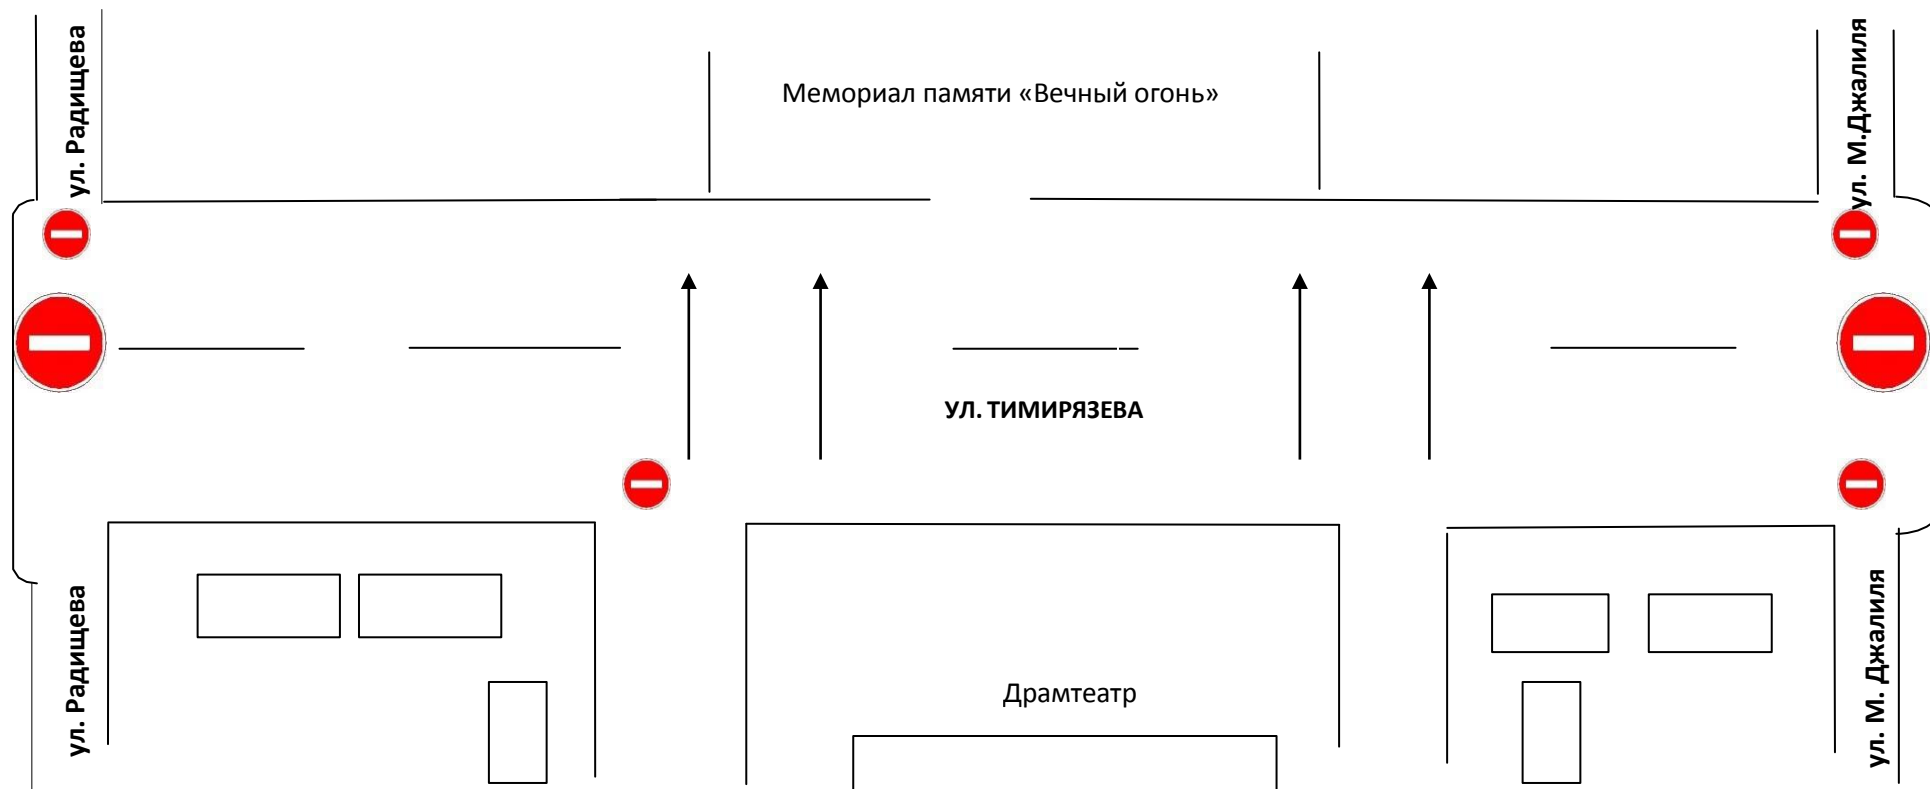 ул. Радищева
Мемориал памяти «Вечный огонь»
ул. М.Джалиля
УЛ. ТИМИРЯЗЕВА
ул. Радищева
Драмтеатр
ул. М. Джалиля